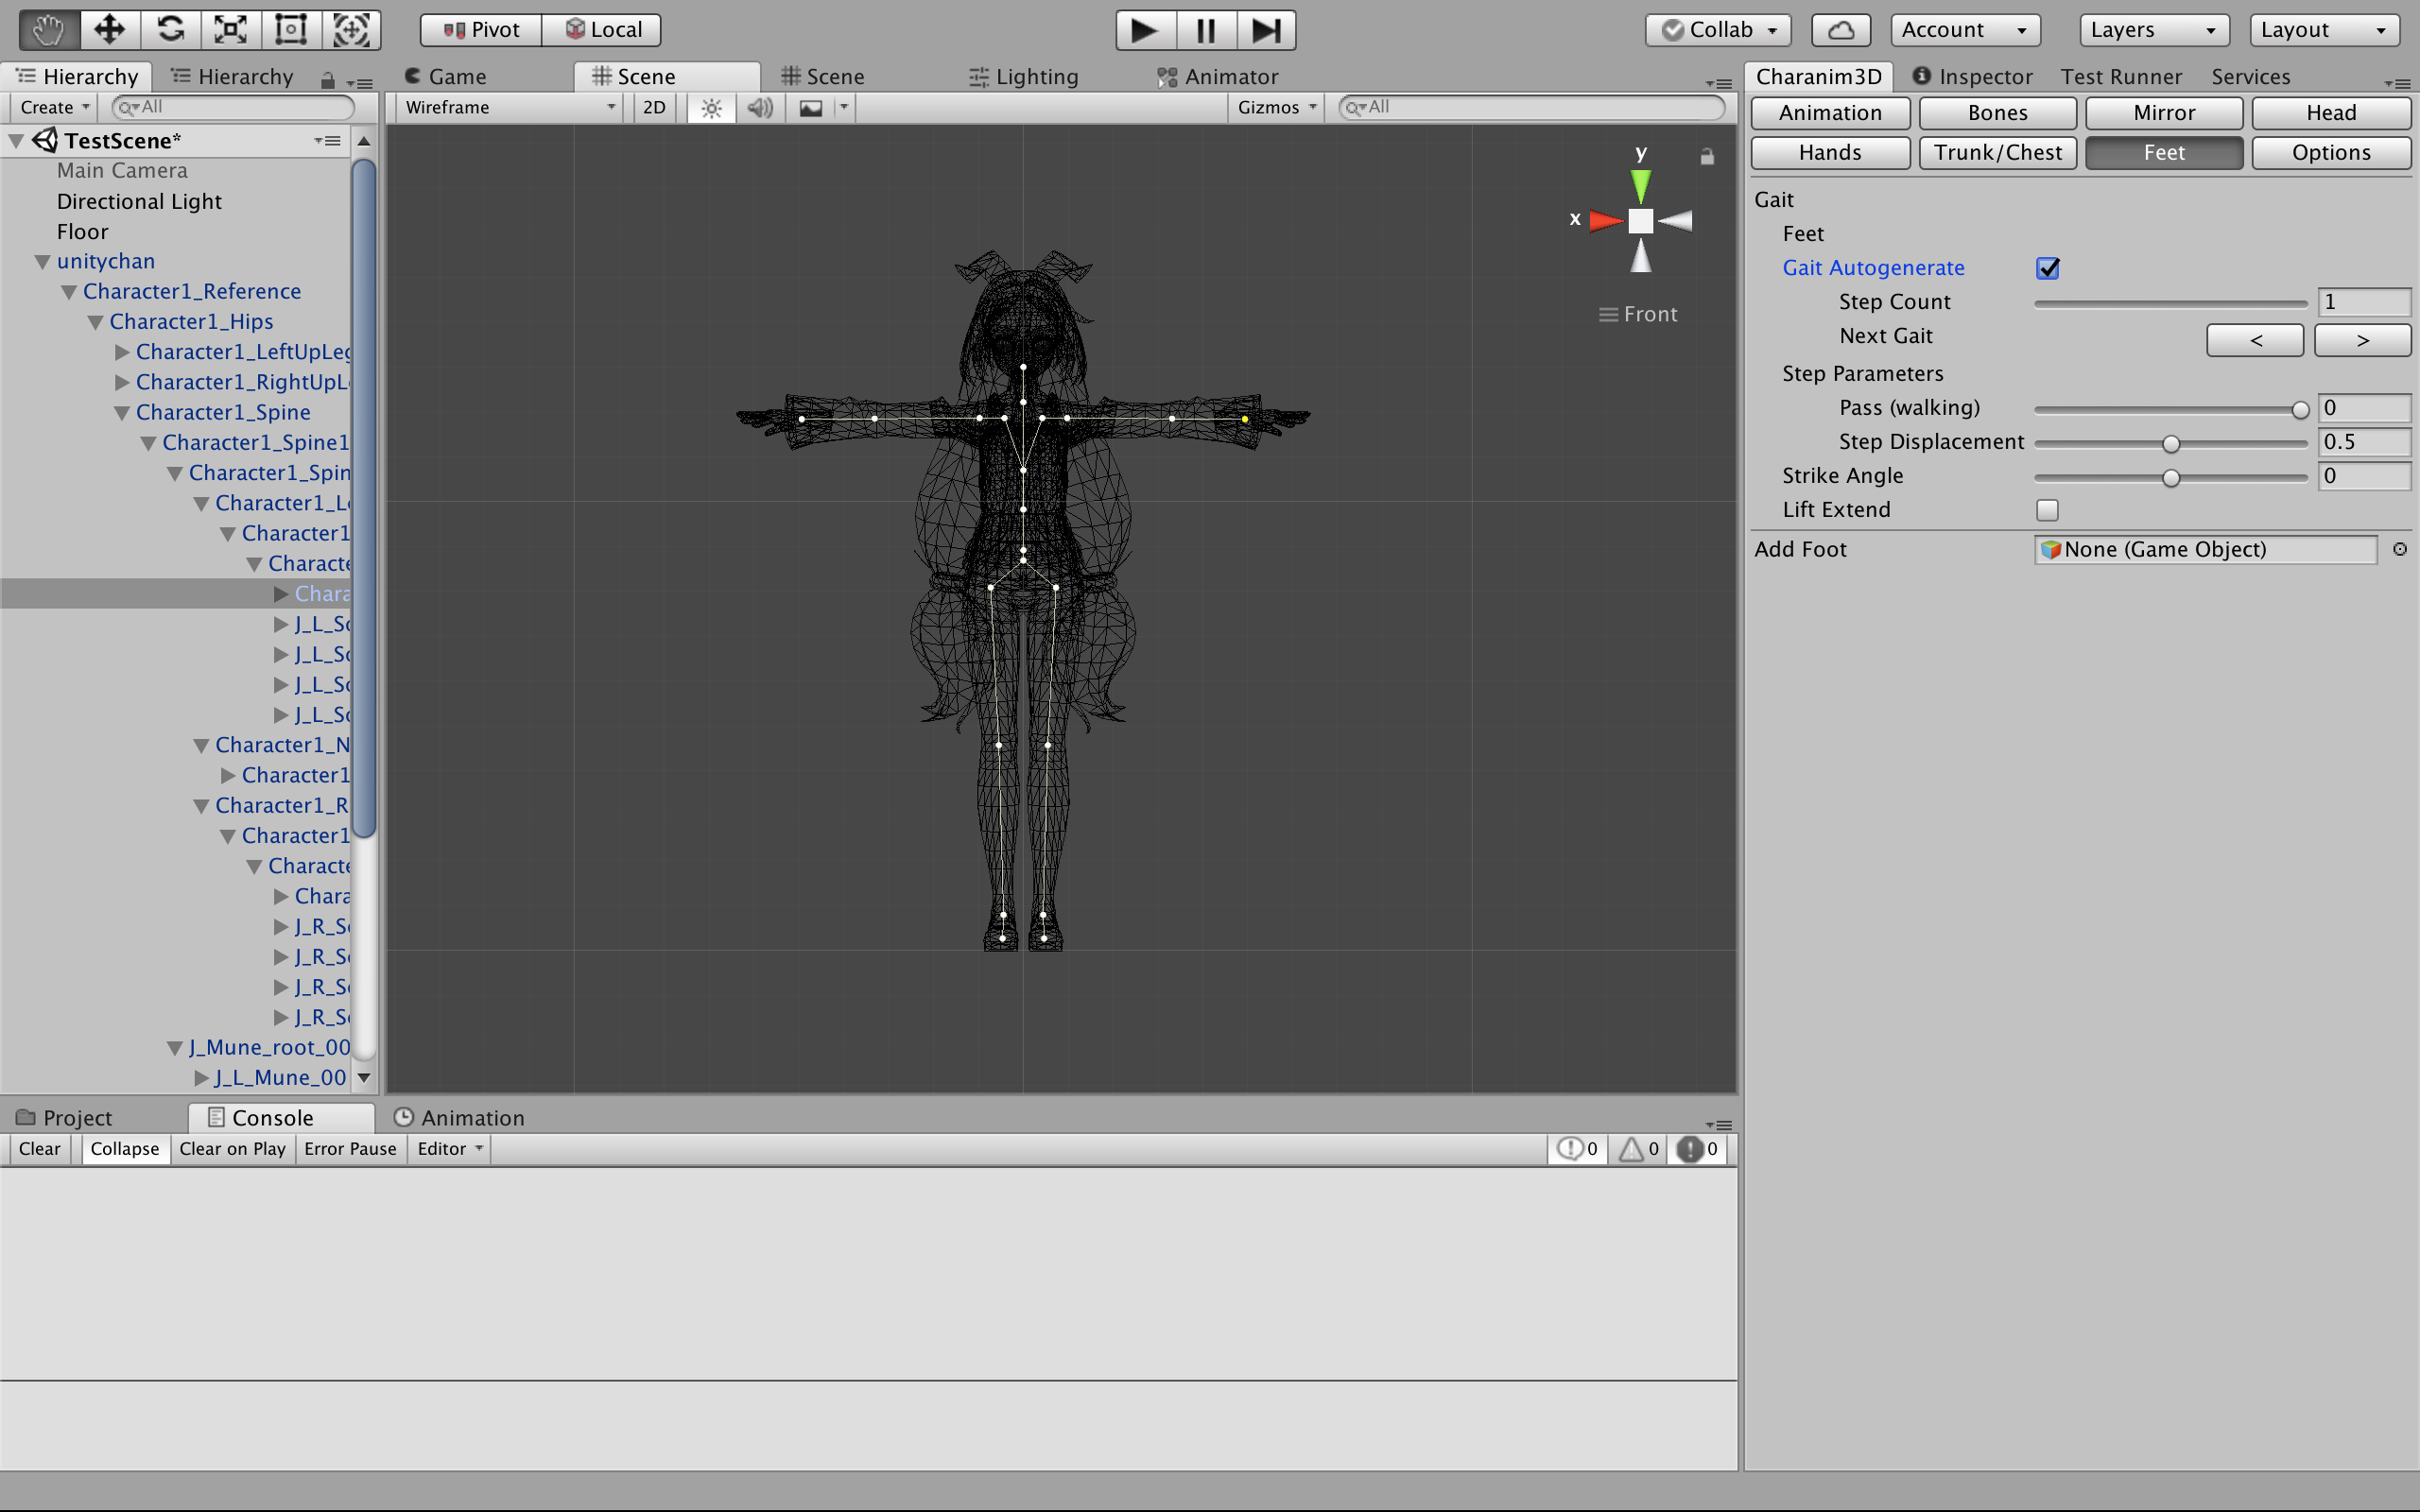 Pivot Local Collab Account Layers Layout
Hierarchy Hierarchy Game Scene Scene Lighting Animator Charanim3D Inspector Test Runner Services
Create All Wireframe 2D Gizmos All
Animation Bones Mirror Head
Hands Trunk/Chest Feet Options
TestScene*
Main Camera
Directional Light
Floor
unitychan
Character1_Reference
Character1_Hips
Character1_LeftUpLeg
Character1_RightUpL
Character1_Spine
Character1_Spine1
Character1_Spin
Character1_L
Character1
Characte
Chara
J_L_S
J_L_S
J_L_S
J_L_S
Character1_N
Character1
Character1_R
Character1
Characte
Chara
J_R_S
J_R_S
J_R_S
J_R_S
J_Mune_root_00
J_L_Mune_00
y
x
Front
Gait
Feet
Gait Autogenerate
Step Count 1
Next Gait < >
Step Parameters
Pass (walking) 0
Step Displacement 0.5
Strike Angle 0
Lift Extend
Add Foot None (Game Object)
Project Console Animation
Clear Collapse Clear on Play Error Pause Editor 0 0 0